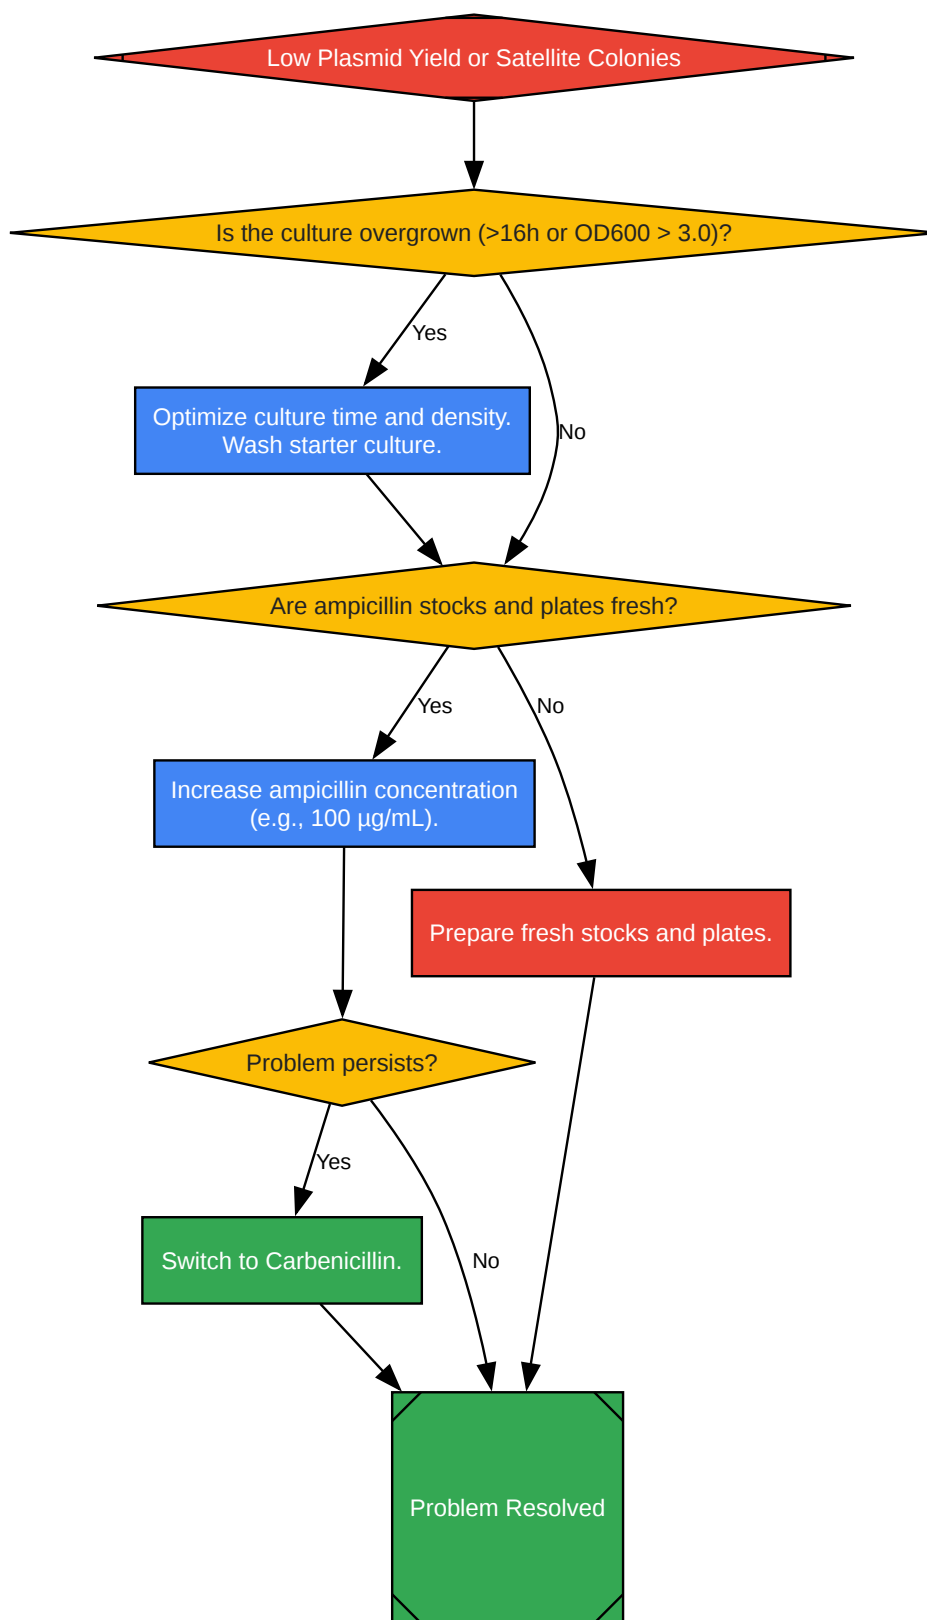 Low Plasmid Yield or Satellite Colonies
Is the culture overgrown (>16h or OD600 > 3.0)?
Yes
Optimize culture time and density.
Wash starter culture.
No
Are ampicillin stocks and plates fresh?
Yes
No
Increase ampicillin concentration
(e.g., 100 µg/mL).
Prepare fresh stocks and plates.
Problem persists?
Yes
Switch to Carbenicillin.
No
Problem Resolved